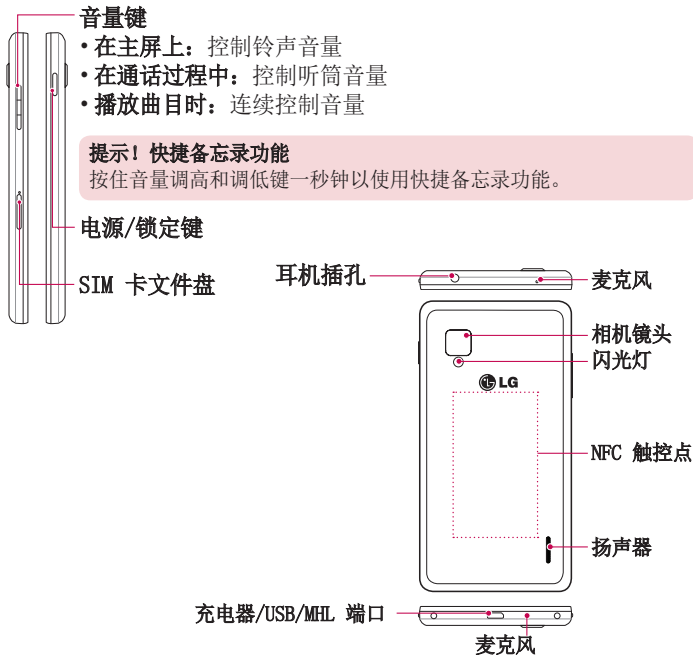 音量键
• 在主屏上：控制铃声音量
• 在通话过程中：控制听筒音量
• 播放曲目时：连续控制音量
提示！快捷备忘录功能
按住音量调高和调低键一秒钟以使用快捷备忘录功能。
电源/锁定键
SIM 卡文件盘
耳机插孔
麦克风
相机镜头
闪光灯
LG
NFC 触控点
扬声器
充电器/USB/MHL 端口
麦克风